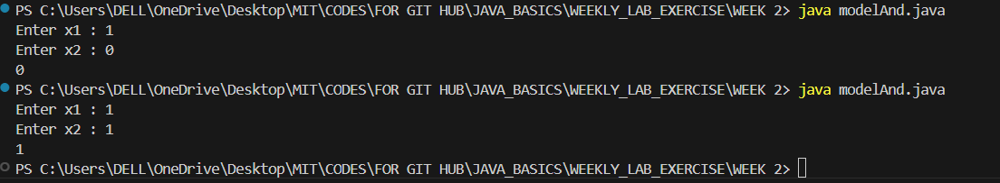 PS C:\Users\DELL\OneDrive\Desktop\MIT\CODES\FOR GIT HUB\JAVA_BASICS\WEEKLY_LAB_EXERCISE\WEEK 2> java modelAnd.java
Enter x1 : 1
Enter x2 : 0
0
PS C:\Users\DELL\OneDrive\Desktop\MIT\CODES\FOR GIT HUB\JAVA_BASICS\WEEKLY_LAB_EXERCISE\WEEK 2> java modelAnd.java
Enter x1 : 1
Enter x2 : 1
1
PS C:\Users\DELL\OneDrive\Desktop\MIT\CODES\FOR GIT HUB\JAVA_BASICS\WEEKLY_LAB_EXERCISE\WEEK 2>